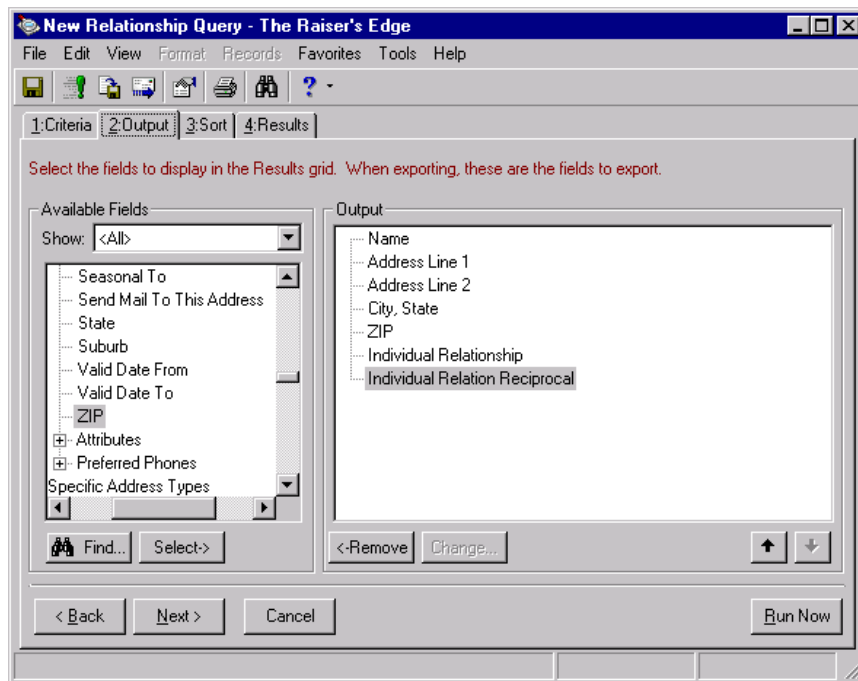 New Relationship Query - The Raiser's Edge
File Edit View Format Records Favorites Tools Help
?
1:Criteria 2:Output 3:Sort 4:Results
Select the fields to display in the Results grid. When exporting, these are the fields to export.
Available Fields
Show: <All>
Seasonal To
Send Mail To This Address
State
Suburb
Valid Date From
Valid Date To
ZIP
Attributes
Preferred Phones
Specific Address Types
Find... Select->
Output
Name
Address Line 1
Address Line 2
City, State
ZIP
Individual Relationship
Individual Relation Reciprocal
<-Remove Change...
< Back Next > Cancel Run Now